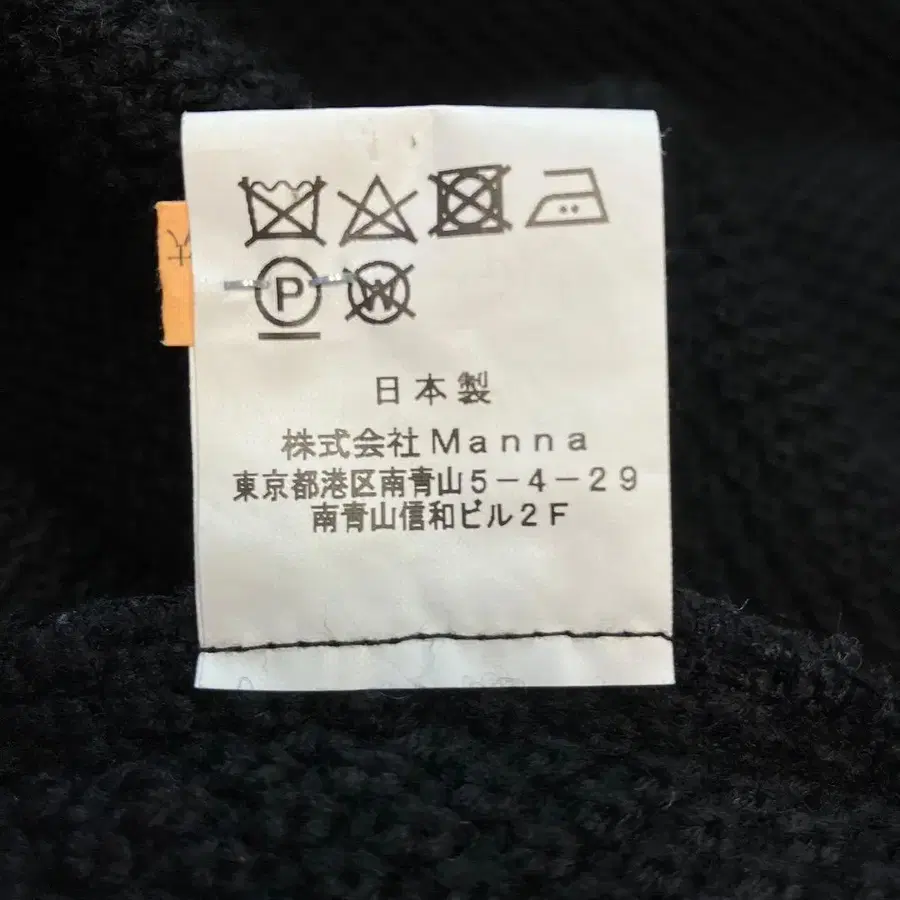 P
W
日本製
株式会社Manna
東京都港区南青山5-4-29
南青山信和ビル2F